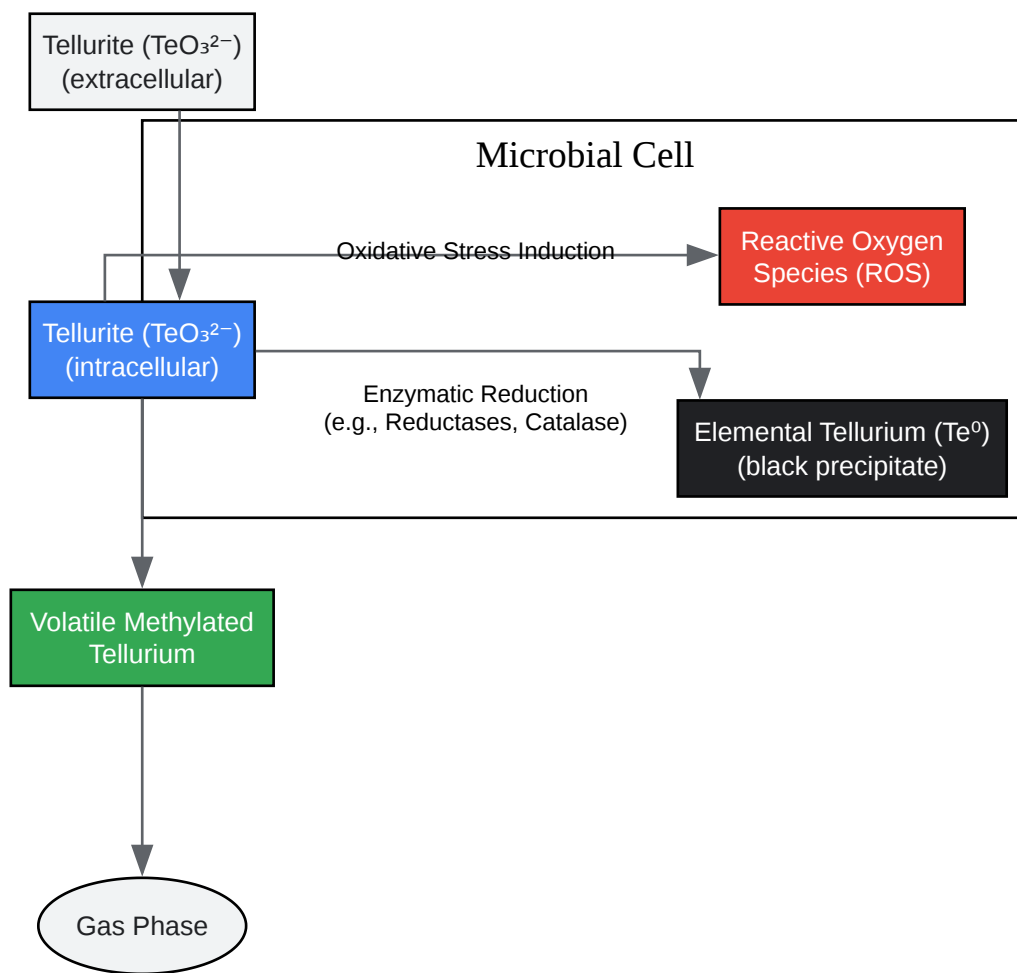 Tellurite (TeO₃²⁻)
(extracellular)
Microbial Cell
Oxidative Stress Induction
Reactive Oxygen
Species (ROS)
Tellurite (TeO₃²⁻)
(intracellular)
Enzymatic Reduction
(e.g., Reductases, Catalase)
Elemental Tellurium (Te⁰)
(black precipitate)
Volatile Methylated
Tellurium
Gas Phase